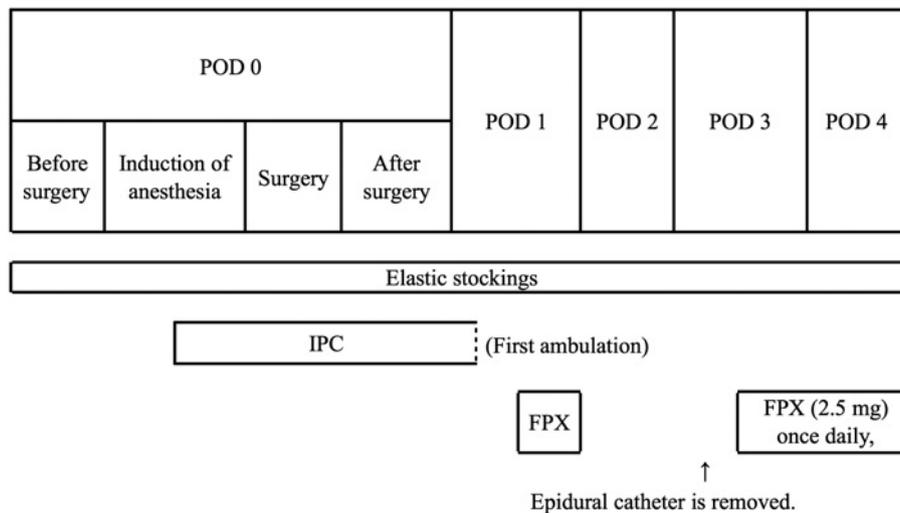 POD 0
POD 1
POD 2
POD 3
POD 4
Before
surgery
Induction of
anesthesia
Surgery
After
surgery
Elastic stockings
IPC
(First ambulation)
FPX
FPX (2.5 mg)
once daily,
↑
Epidural catheter is removed.